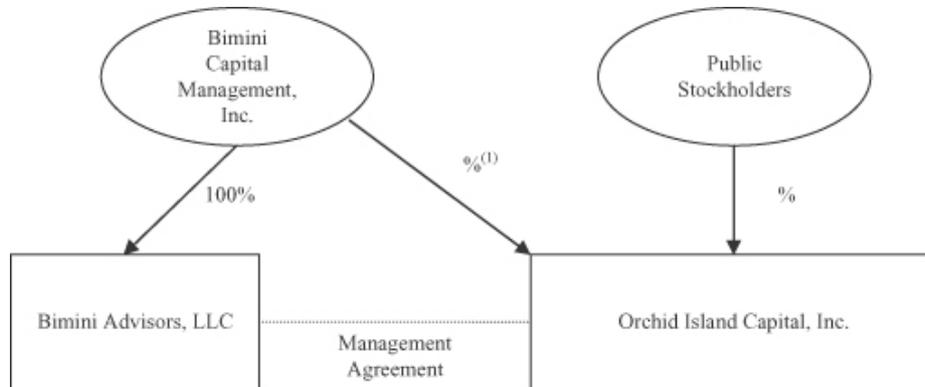 Bimini
Capital
Management,
Inc.
Public
Stockholders
%(1)
100%
%
Bimini Advisors, LLC
Orchid Island Capital, Inc.
Management
Agreement